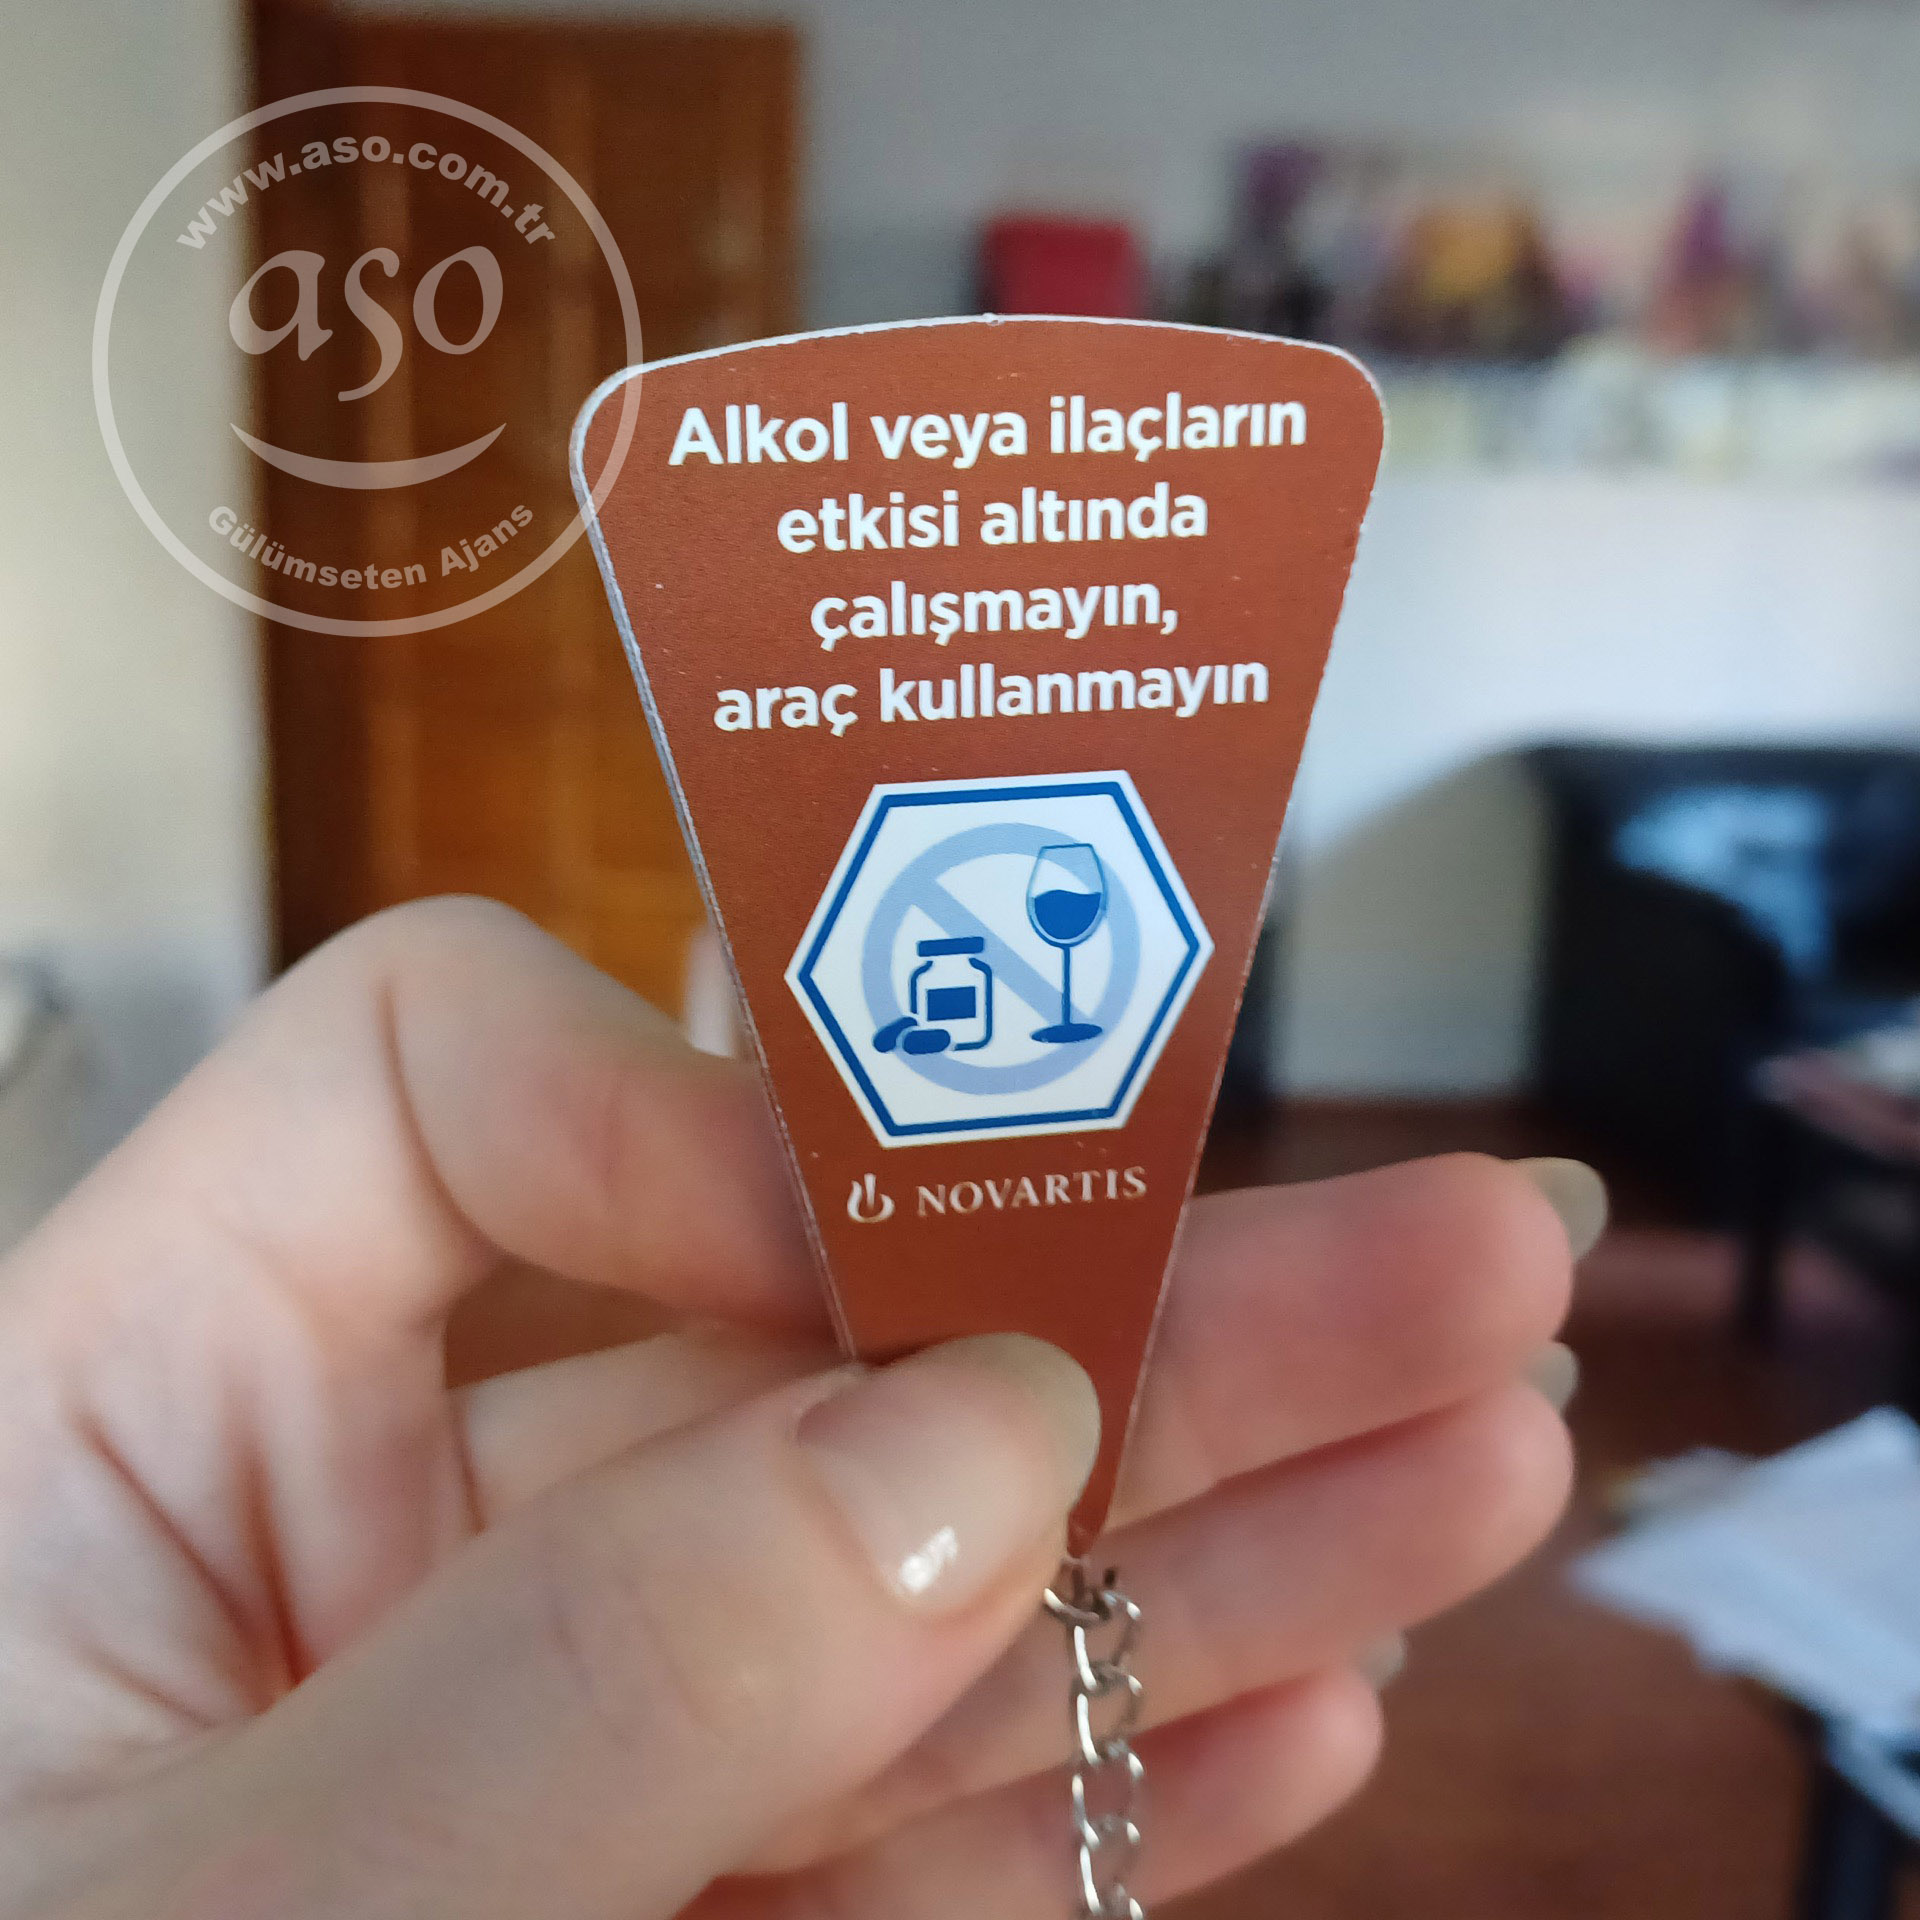 www.aso.com.tr
aso
Gülümseten Ajans
Alkol veya ilaçların
etkisi altında
çalışmayın,
araç kullanmayın
NOVARTIS